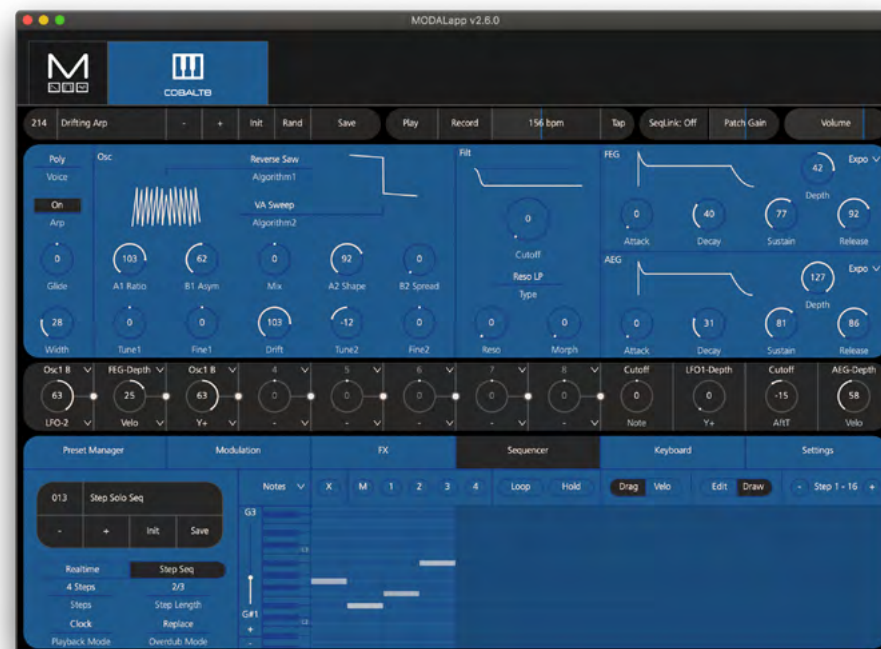 MODALapp v2.6.0
M
COBALT8
214 Drifting Arp - + Init Rand Save Play Record 156 bpm Tap SeqLink: Off Patch Gain Volume
Poly
Voice
On
Arp
0
Glide
28
Width
Osc
Reverse Saw
Algorithm1
VA Sweep
Algorithm2
103 62 0 92 0
A1 Ratio B1 Asym Mix A2 Shape B2 Spread
0 0 103 -12 0
Tune1 Fine1 Drift Tune2 Fine2
Filt
0
Cutoff
Reso LP
Type
0 0
Reso Morph
FEG
42 Expo
Depth
0 40 77 92
Attack Decay Sustain Release
AEG
127 Expo
Depth
0 31 81 86
Attack Decay Sustain Release
Osc1 B FEG-Depth Osc1 B 4 5 6 7 8 Cutoff LFO1-Depth Cutoff AEG-Depth
63 25 63 0 0 0 0 0 0 0 -15 58
LFO-2 Velo Y+ - - - - - Note Y+ AftT Velo
Preset Manager Modulation FX Sequencer Keyboard Settings
013 Step Solo Seq
- + Init Save
Realtime Step Seq
4 Steps 2/3
Steps Step Length
Clock Replace
Playback Mode Overdub Mode
Notes X M 1 2 3 4 Loop Hold Drag Velo Edit Draw - Step 1 - 16 +
G3
C3
G#1
C2
+
-